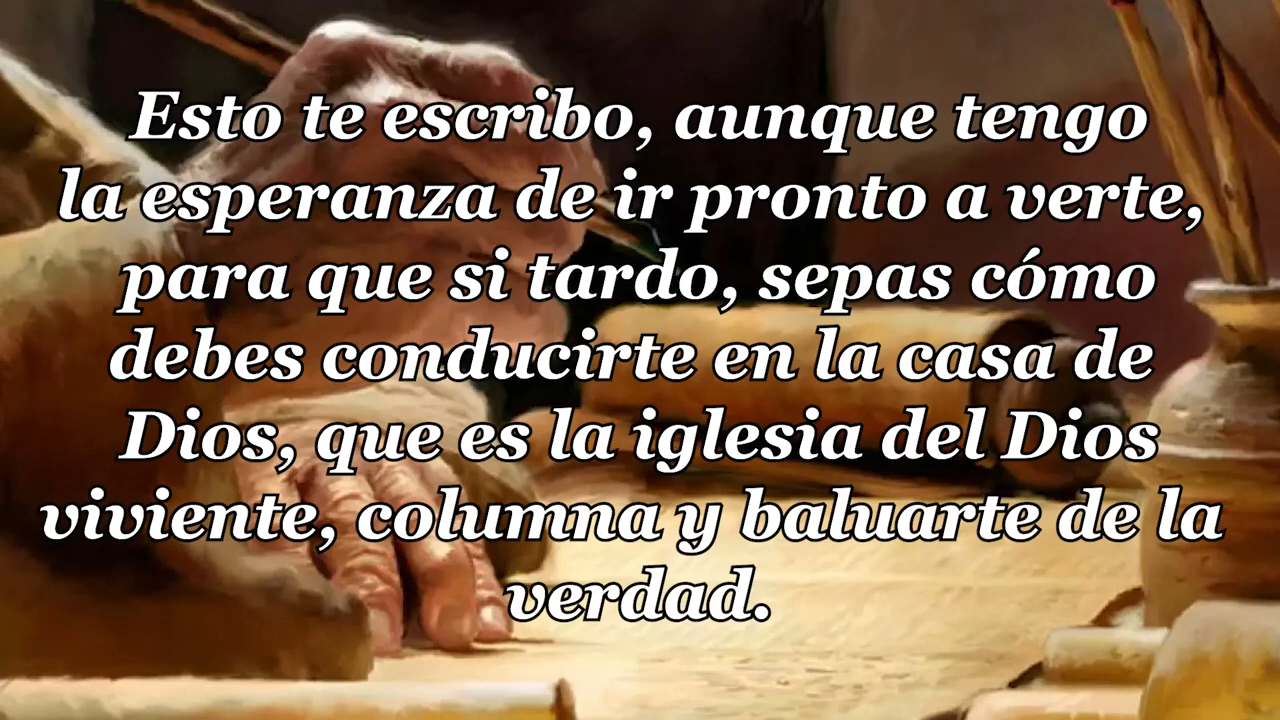 Esto te escribo, aunque tengo
la esperanza de ir pronto a verte,
para que si tardo, sepas cómo
debes conducirte en la casa de
Dios, que es la iglesia del Dios
viviente, columna y baluarte de la
verdad.